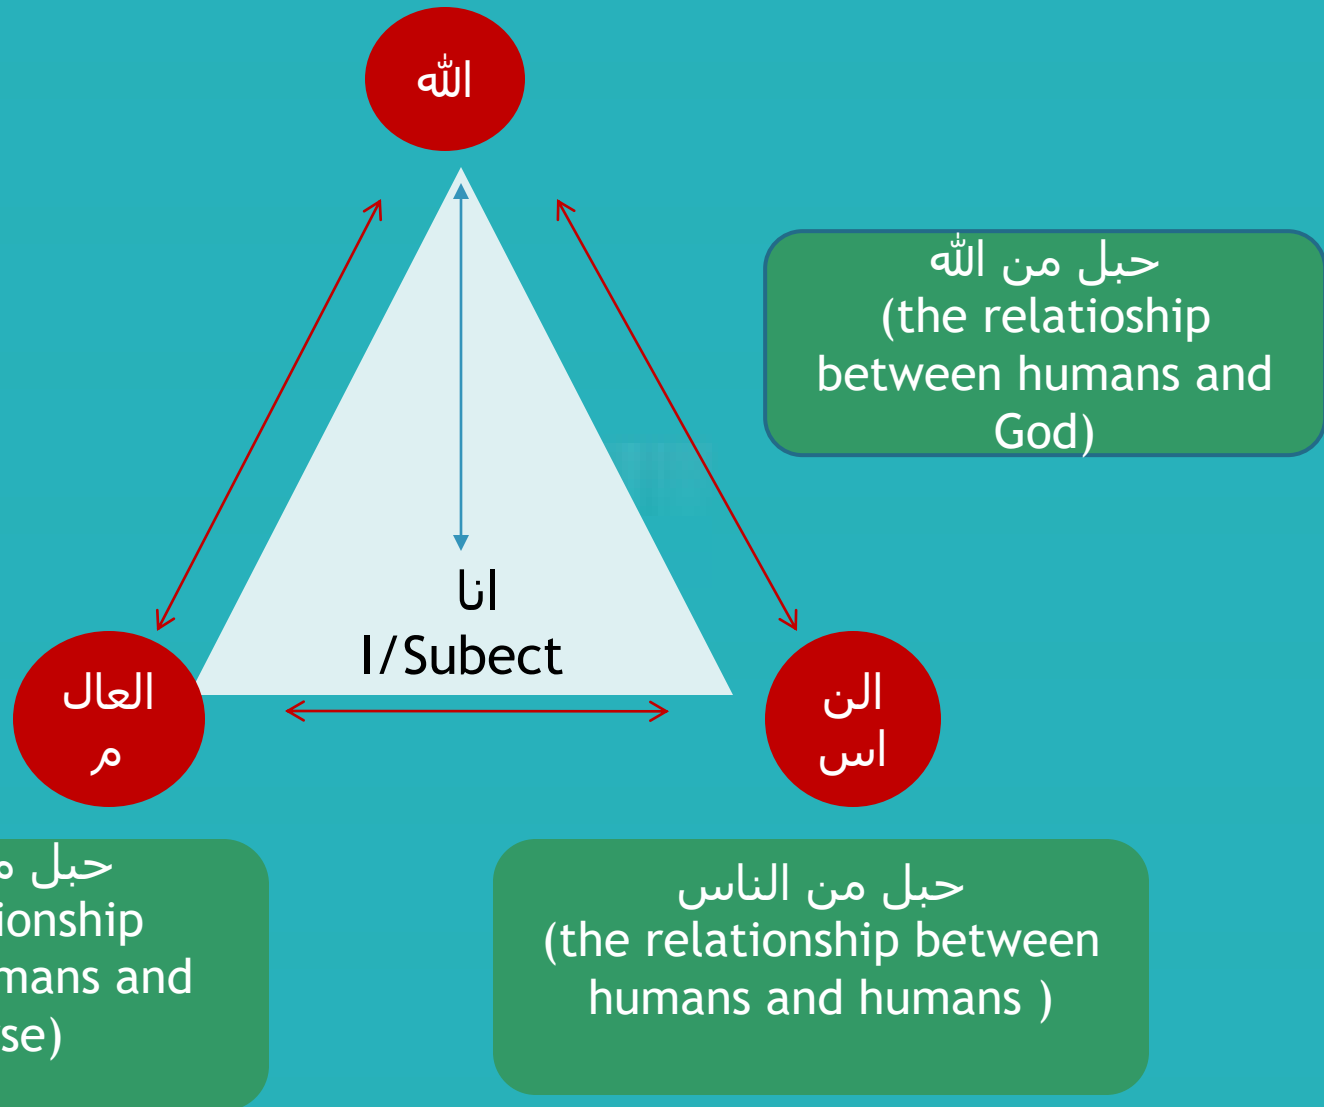 الله
حبل من الله
(the relatioship
between humans and
God)
انا
I/Subect
العال
م
الن
اس
حبل
mans and
se)
حبل من الناس
(the relationship between
humans and humans )